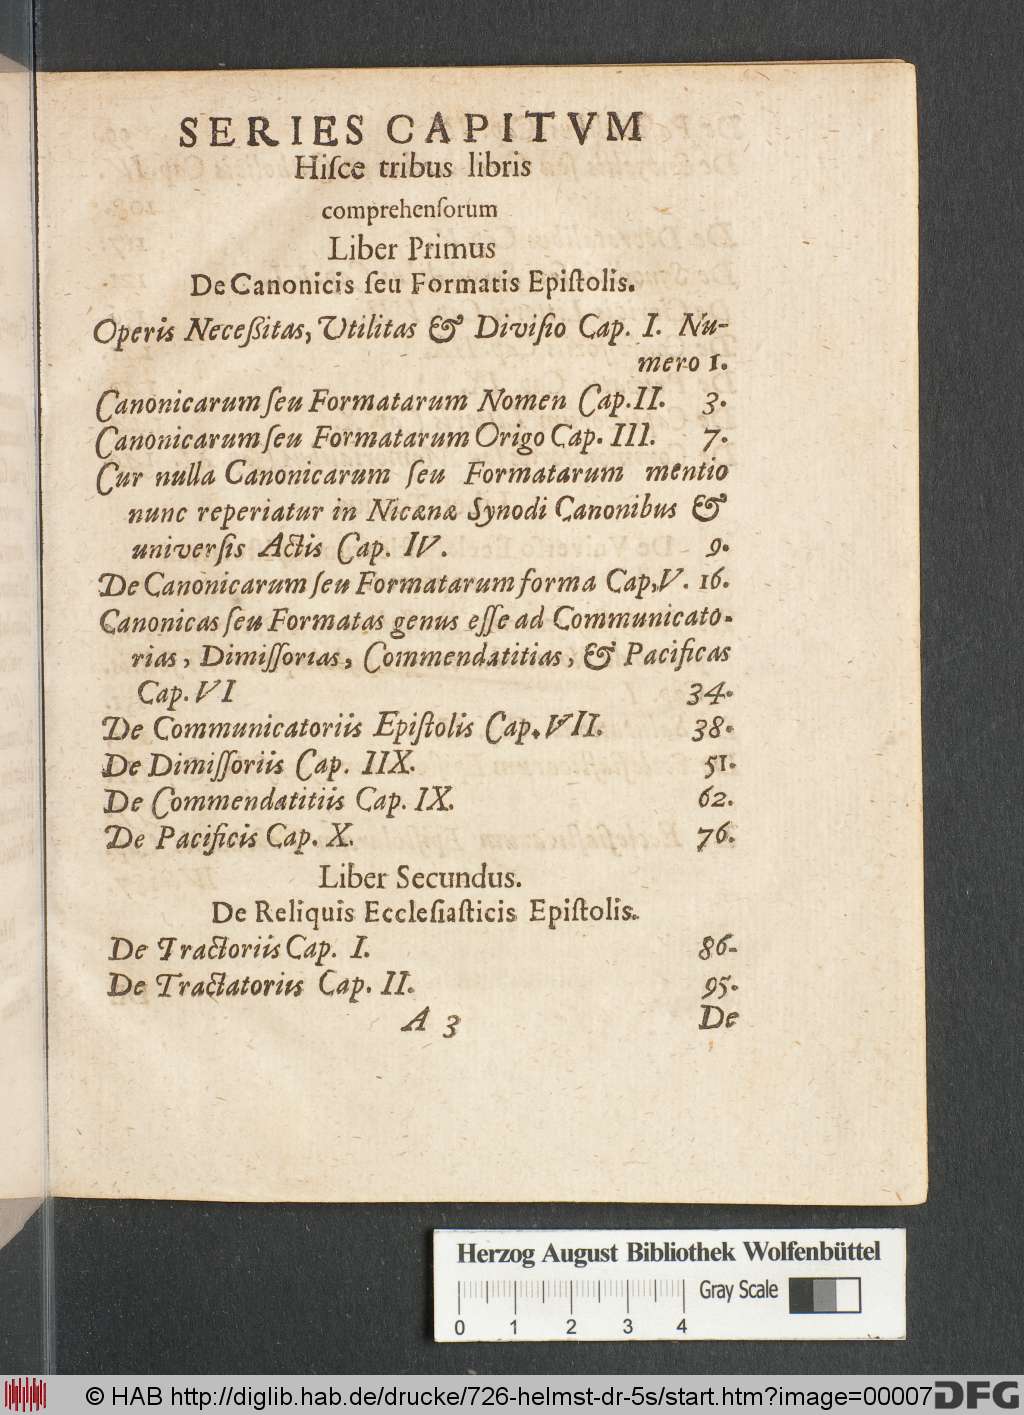 SERIES CAPITVM
Hiſce tribus libris
comprehenſorum
Liber Primus
De Canonicis ſeu Formatis Epiſtolis.
Operis Neceßitas, Vtilitas & Diviſio Cap. I. Nu-
mero 1.
Canonicarum ſeu Formatarum Nomen Cap. II. 3.
Canonicarum ſeu Formatarum Origo Cap. III. 7.
Cur nulla Canonicarum ſeu Formatarum mentio
nunc reperiatur in Nicænæ Synodi Canonibus &
univerſis Actis Cap. IV. 9.
De Canonicarum ſeu Formatarum forma Cap, V. 16.
Canonicas ſeu Formatas genus eſſe ad Communicato-
rias, Dimiſſorias, Commendatitias, & Pacificas
Cap. VI 34.
De Communicatoriis Epiſtolis Cap. VII. 38.
De Dimiſſoriis Cap. IIX. 51.
De Commendatitiis Cap. IX. 62.
De Pacificis Cap. X. 76.
Liber Secundus.
De Reliquis Eccleſiaſticis Epiſtolis.
De Tractoriis Cap. I. 86-
De Tractatoriis Cap. II. 95.
A 3 De
Herzog August Bibliothek Wolfenbüttel
Gray Scale
0 1 2 3 4
© HAB http://diglib.hab.de/drucke/726-helmst-dr-5s/start.htm?image=00007
DFG